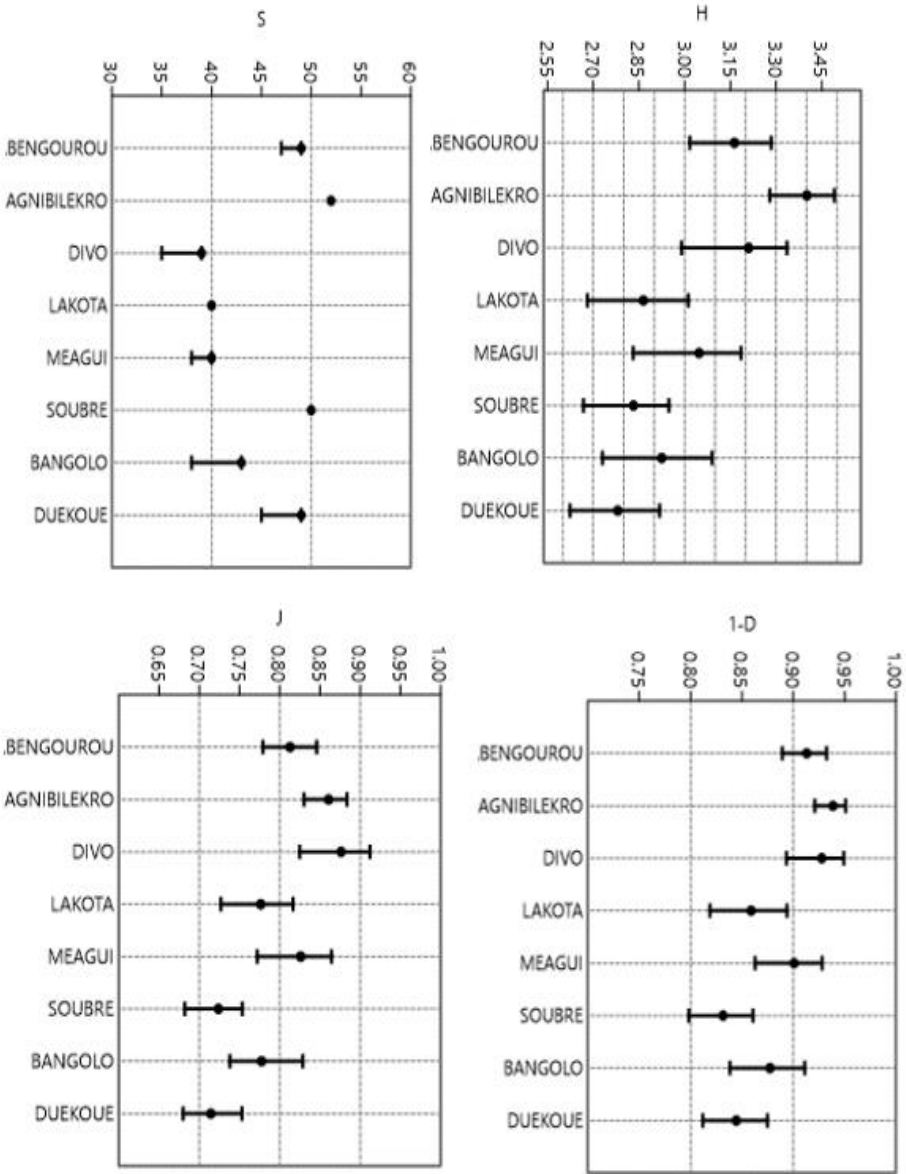 S
30 35 40 45 50 55 60
.BENGOUROU
AGNIBILEKRO
DIVO
LAKOTA
MEAGUI
SOUBRE
BANGOLO
DUEKOUE
H
2.55 2.70 2.85 3.00 3.15 3.30 3.45
.BENGOUROU
AGNIBILEKRO
DIVO
LAKOTA
MEAGUI
SOUBRE
BANGOLO
DUEKOUE
J
0.65 0.70 0.75 0.80 0.85 0.90 0.95 1.00
.BENGOUROU
AGNIBILEKRO
DIVO
LAKOTA
MEAGUI
SOUBRE
BANGOLO
DUEKOUE
1-D
0.75 0.80 0.85 0.90 0.95 1.00
.BENGOUROU
AGNIBILEKRO
DIVO
LAKOTA
MEAGUI
SOUBRE
BANGOLO
DUEKOUE